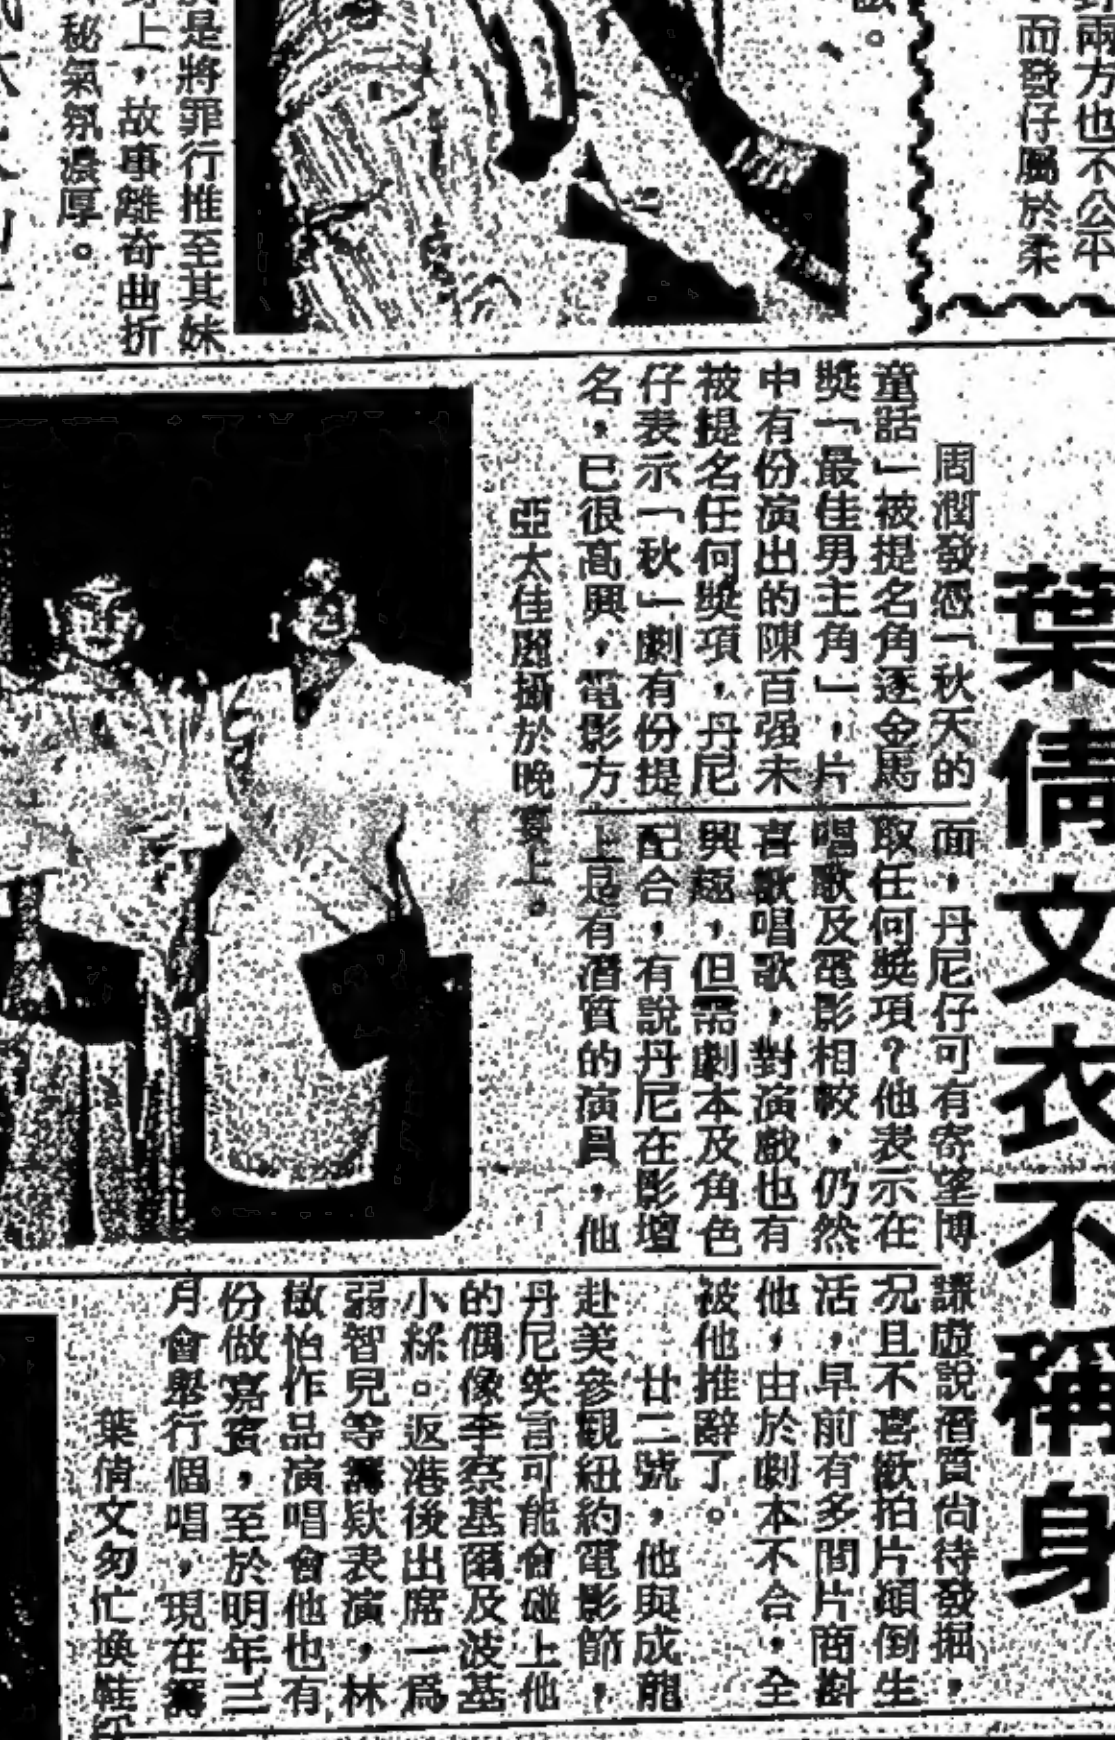 對兩方也不公平
而發仔屬於柔
戲。
是將罪行推至其妹
上，故事離奇曲折
秘氣氛濃厚。
葉倩文衣不稱身
周潤發憑「秋天的
童話」被提名角逐金馬
獎「最佳男主角」，片
中有份演出的陳百强未
被提名任何獎項，丹尼
仔表示「秋」劇有份提
名，已很高興，電影方
面，丹尼仔可有寄望博
取任何獎項？他表示在
唱歌及電影相較，仍然
喜歡唱歌，對演戲也有
興趣，但需劇本及角色
配合，有說丹尼在影壇
上是有潛質的演員，他
謙虛說潛質尚待發掘，
况且不喜歡拍片顛倒生
活，早前有多間片商斟
他，由於劇本不合，全
被他推辭了。
廿二號，他與成龍
赴美參觀紐約電影節，
丹尼笑言可能會碰上他
的偶像李察基爾及波基
小絲。返港後出席一爲
弱智兒等籌欵表演，林
敏怡作品演唱會他也有
份做嘉賓，至於明年三
月會舉行個唱，現在籌
葉倩文匆忙換鞋
亞太佳麗攝於晚宴上。